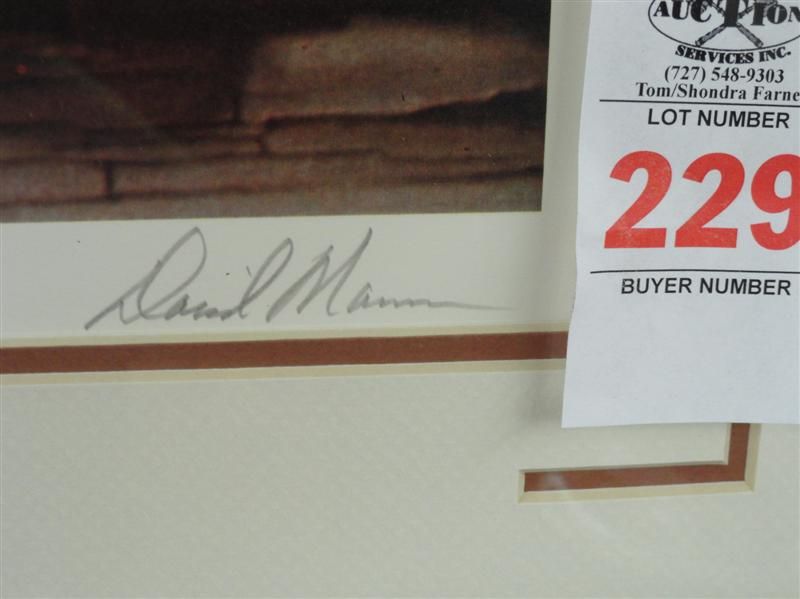 AUCTION
SERVICES INC.
(727) 548-9303
Tom/Shondra Farne
LOT NUMBER
229
BUYER NUMBER
David Mann